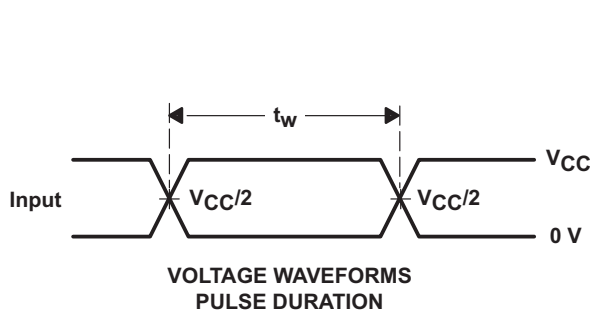 tw
VCC
Input
VCC/2
VCC/2
0 V
VOLTAGE WAVEFORMS
PULSE DURATION